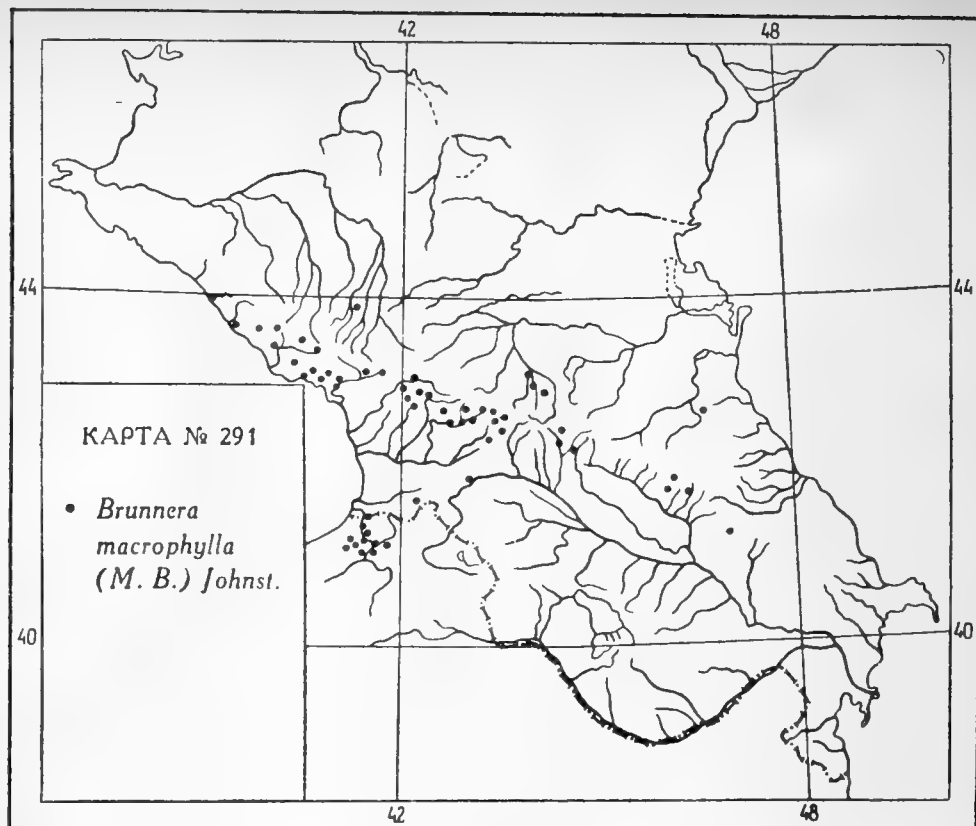 42 48
44 44
КАРТА № 291
• Brunnera
macrophylla
(M. B.) Johnst.
40 40
42 48